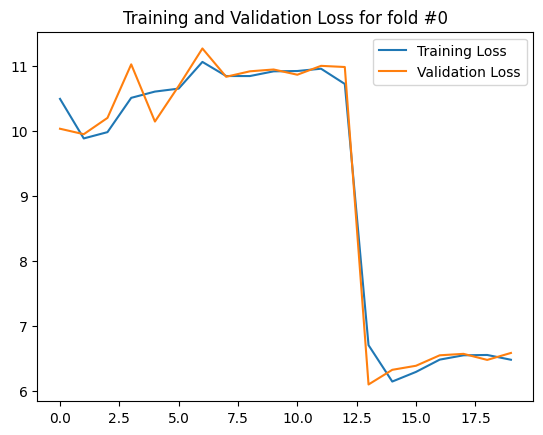 Training and Validation Loss for fold #0
Training Loss
Validation Loss
11
10
9
8
7
6
0.0 2.5 5.0 7.5 10.0 12.5 15.0 17.5